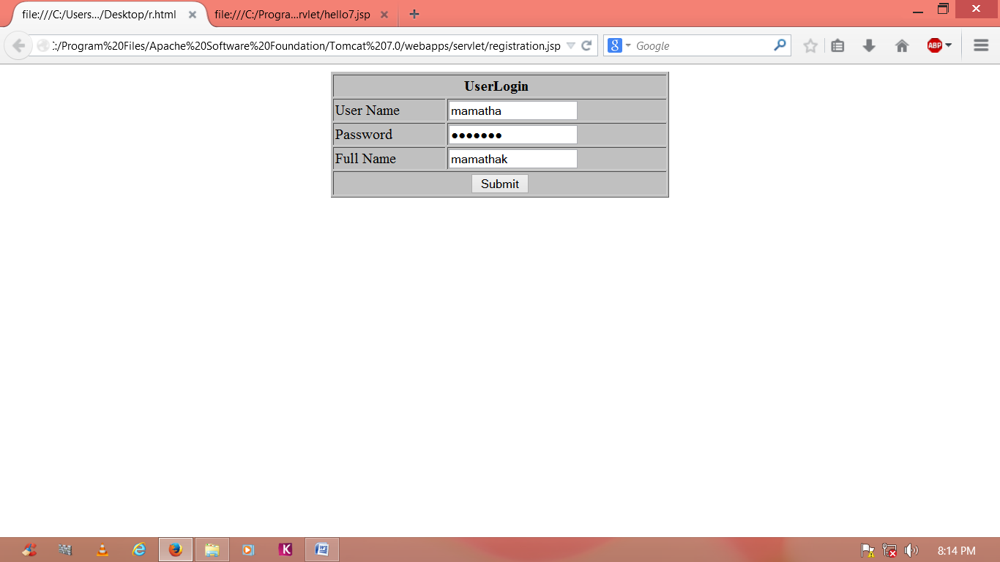 file:///C:/Users.../Desktop/r.html file:///C:/Progra...rvlet/hello7.jsp
C:/Program%20Files/Apache%20Software%20Foundation/Tomcat%207.0/webapps/servlet/registration.jsp 8 Google ABP
UserLogin
User Name mamatha
Password ●●●●●●●
Full Name mamathak
Submit
K W 8:14 PM